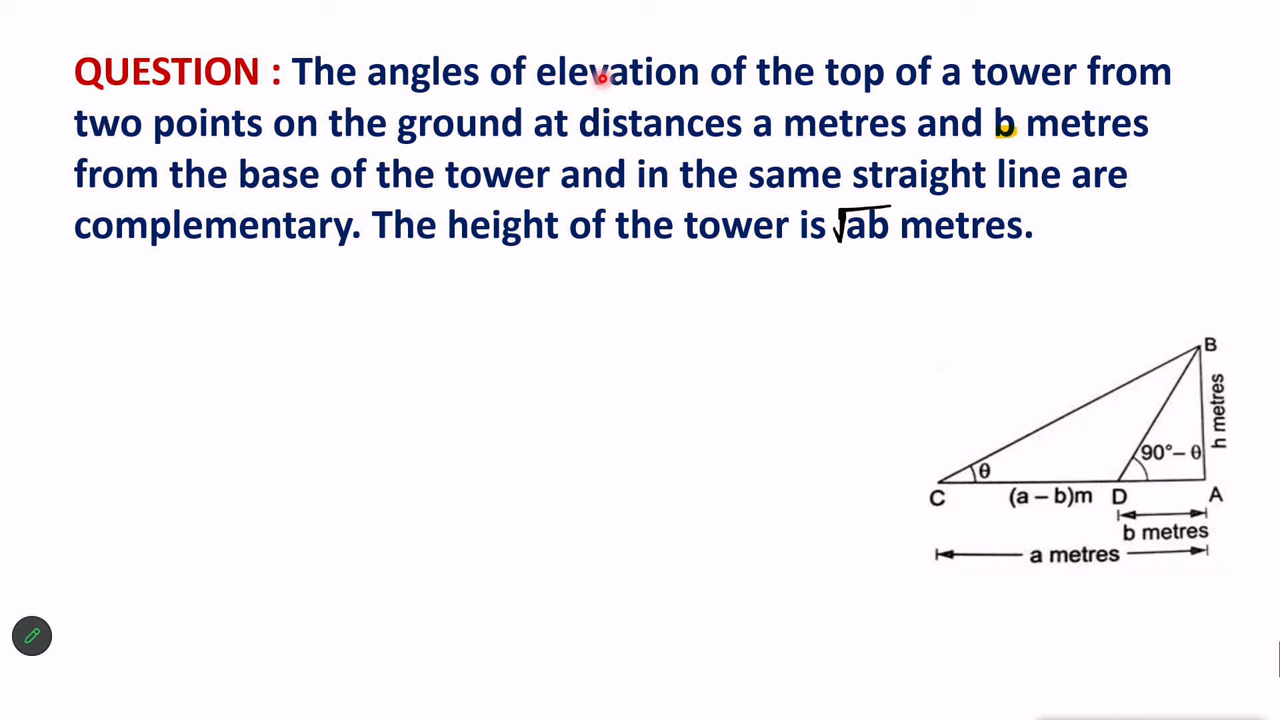 QUESTION : The angles of elevation of the top of a tower from
two points on the ground at distances a metres and b metres
from the base of the tower and in the same straight line are
complementary. The height of the tower is √ab metres.
B
h metres
90°– θ
θ
C
(a – b)m
D
A
b metres
a metres